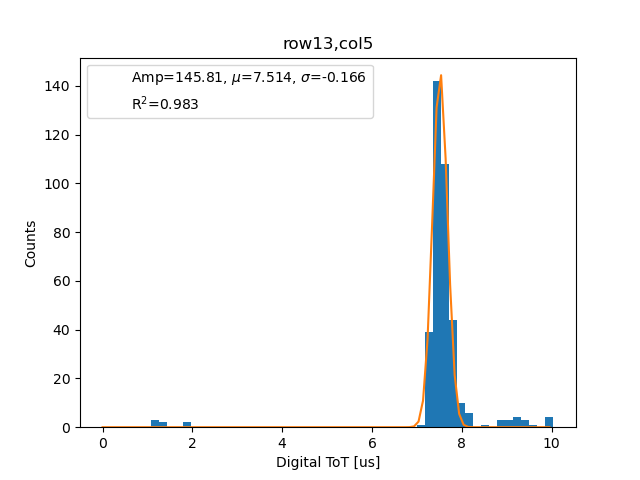 row13,col5
Amp=145.81, μ=7.514, σ=-0.166
R²=0.983
140
120
100
80
60
40
20
0
Counts
0 2 4 6 8 10
Digital ToT [us]